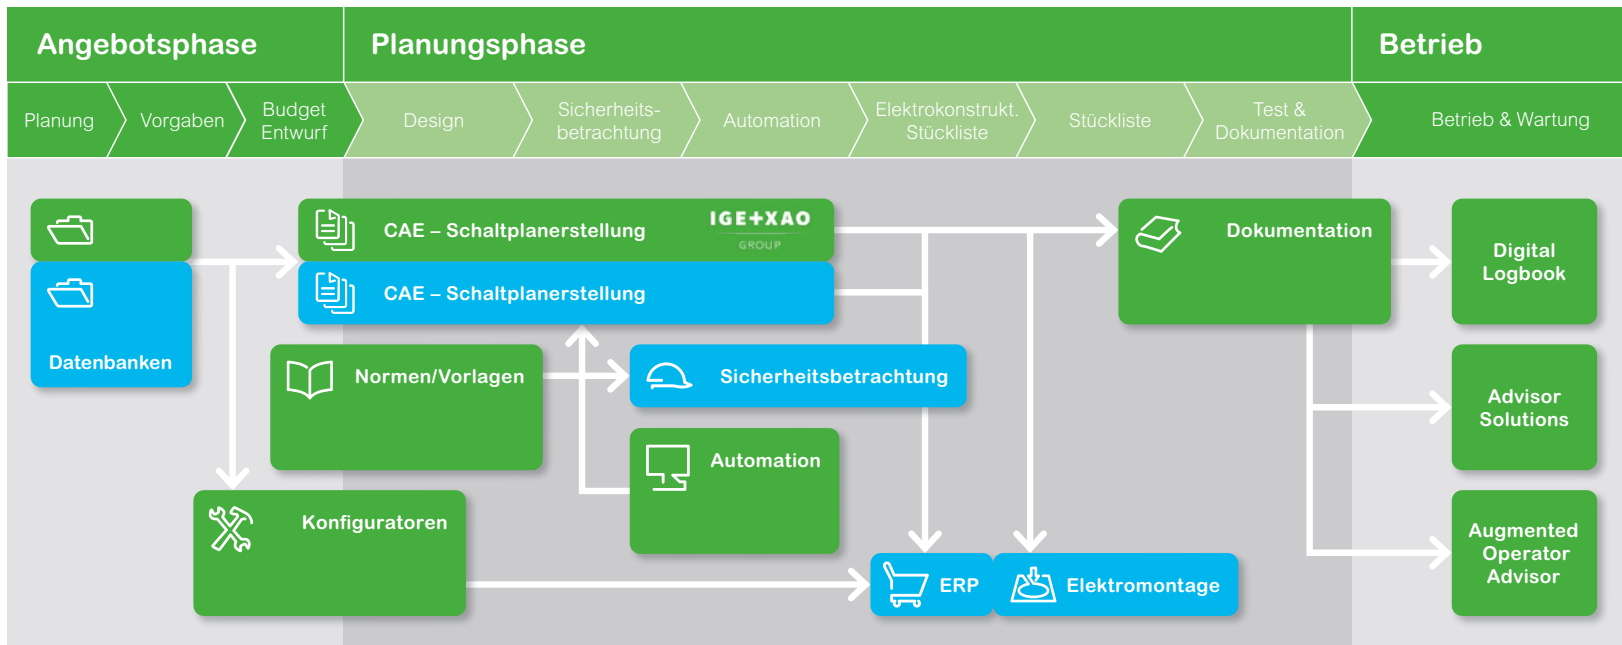 Angebotsphase
Planungsphase
Betrieb
Planung
Vorgaben
Budget
Entwurf
Design
Sicherheits-
betrachtung
Automation
Elektrokonstrukt.
Stückliste
Stückliste
Test &
Dokumentation
Betrieb & Wartung
CAE – Schaltplanerstellung
IGE+XAO
GROUP
Dokumentation
Digital
Logbook
CAE – Schaltplanerstellung
Datenbanken
Normen/Vorlagen
Sicherheitsbetrachtung
Advisor
Solutions
Automation
Konfiguratoren
Augmented
Operator
Advisor
ERP
Elektromontage